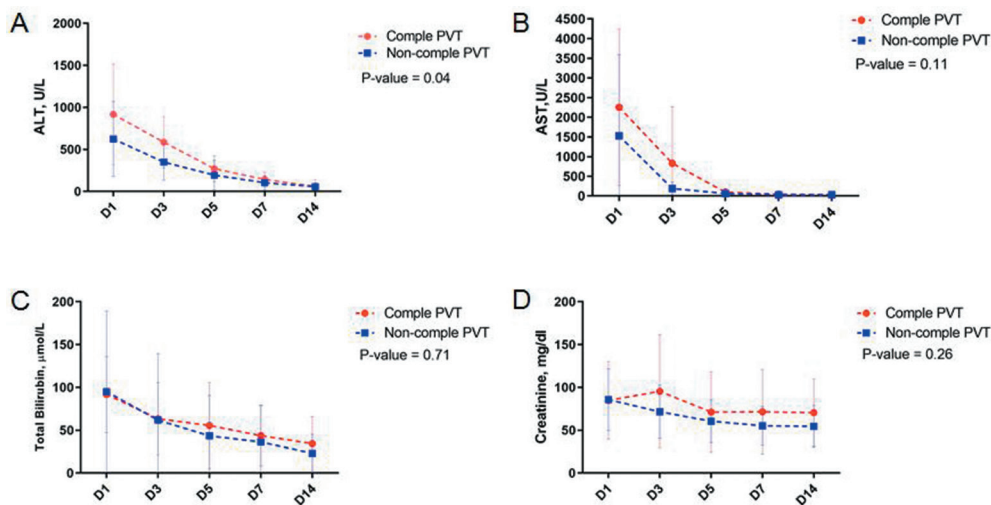 A
2000
1500
1000
500
0
ALT, U/L
D1 D3 D5 D7 D14
Comple PVT
Non-comple PVT
P-value = 0.04
B
4500
4000
3500
3000
2500
2000
1500
1000
500
0
AST,U/L
D1 D3 D5 D7 D14
Comple PVT
Non-comple PVT
P-value = 0.11
C
200
150
100
50
0
Total Bilirubin, μmol/L
D1 D3 D5 D7 D14
Comple PVT
Non-comple PVT
P-value = 0.71
D
200
150
100
50
0
Creatinine, mg/dl
D1 D3 D5 D7 D14
Comple PVT
Non-comple PVT
P-value = 0.26